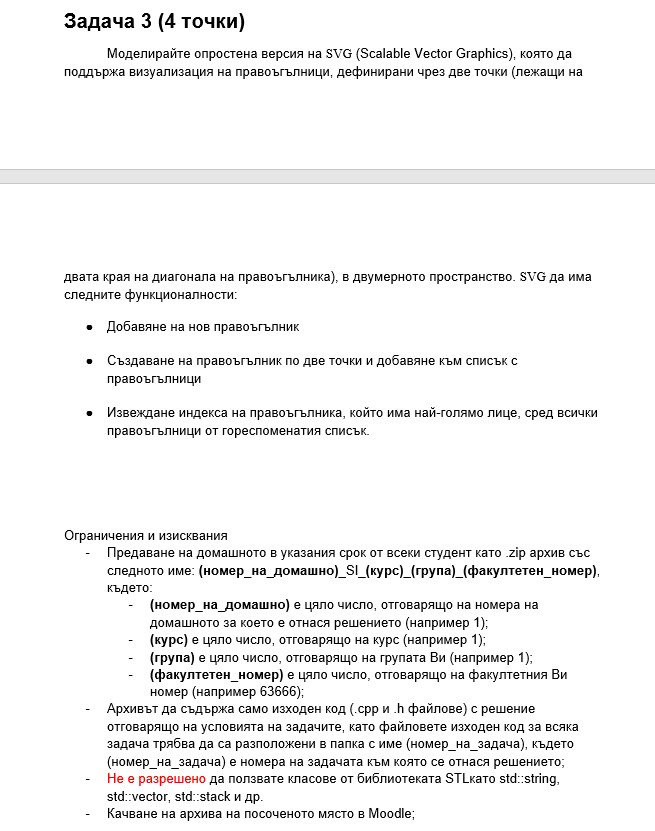 Задача 3 (4 точки)
Моделирайте опростена версия на SVG (Scalable Vector Graphics), която да
поддържа визуализация на правоъгълници, дефинирани чрез две точки (лежащи на
двата края на диагонала на правоъгълника), в двумерното пространство. SVG да има
следните функционалности:
● Добавяне на нов правоъгълник
● Създаване на правоъгълник по две точки и добавяне към списък с
правоъгълници
● Извеждане индекса на правоъгълника, който има най-голямо лице, сред всички
правоъгълници от гореспоменатия списък.
Ограничения и изисквания
- Предаване на домашното в указания срок от всеки студент като .zip архив със
следното име: (номер_на_домашно)_SI_(курс)_(група)_(факултетен_номер),
където:
- (номер_на_домашно) е цяло число, отговарящо на номера на
домашното за което е отнася решението (например 1);
- (курс) е цяло число, отговарящо на курс (например 1);
- (група) е цяло число, отговарящо на групата Ви (например 1);
- (факултетен_номер) е цяло число, отговарящо на факултетния Ви
номер (например 63666);
- Архивът да съдържа само изходен код (.cpp и .h файлове) с решение
отговарящо на условията на задачите, като файловете изходен код за всяка
задача трябва да са разположени в папка с име (номер_на_задача), където
(номер_на_задача) е номера на задачата към която се отнася решението;
- Не е разрешено да ползвате класове от библиотеката STLкато std::string,
std::vector, std::stack и др.
- Качване на архива на посоченото място в Moodle;